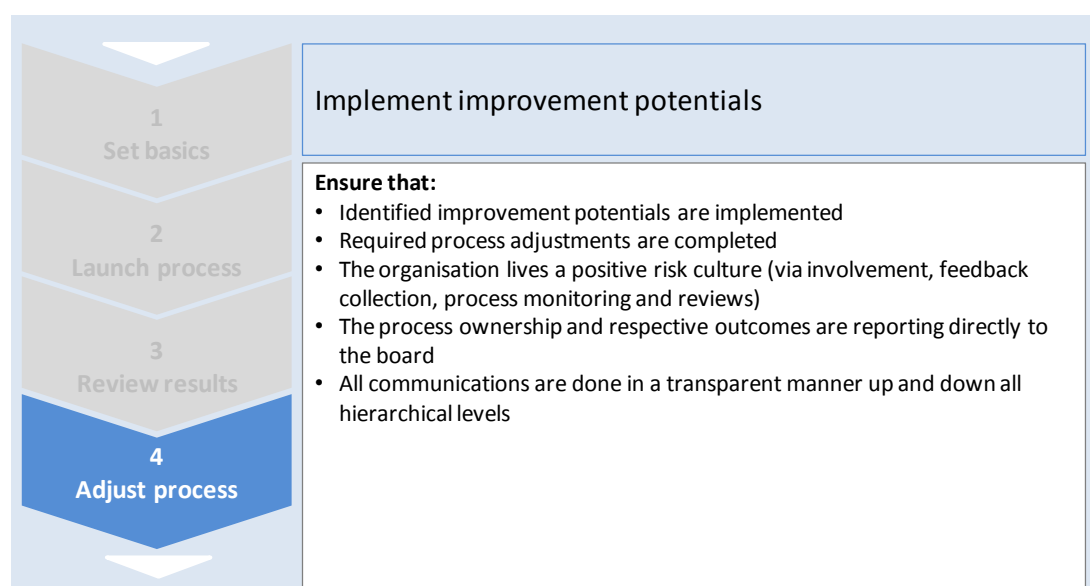 1
Set basics
2
Launch process
3
Review results
4
Adjust process
Implement improvement potentials
Ensure that:
• Identified improvement potentials are implemented
• Required process adjustments are completed
• The organisation lives a positive risk culture (via involvement, feedback
collection, process monitoring and reviews)
• The process ownership and respective outcomes are reporting directly to
the board
• All communications are done in a transparent manner up and down all
hierarchical levels